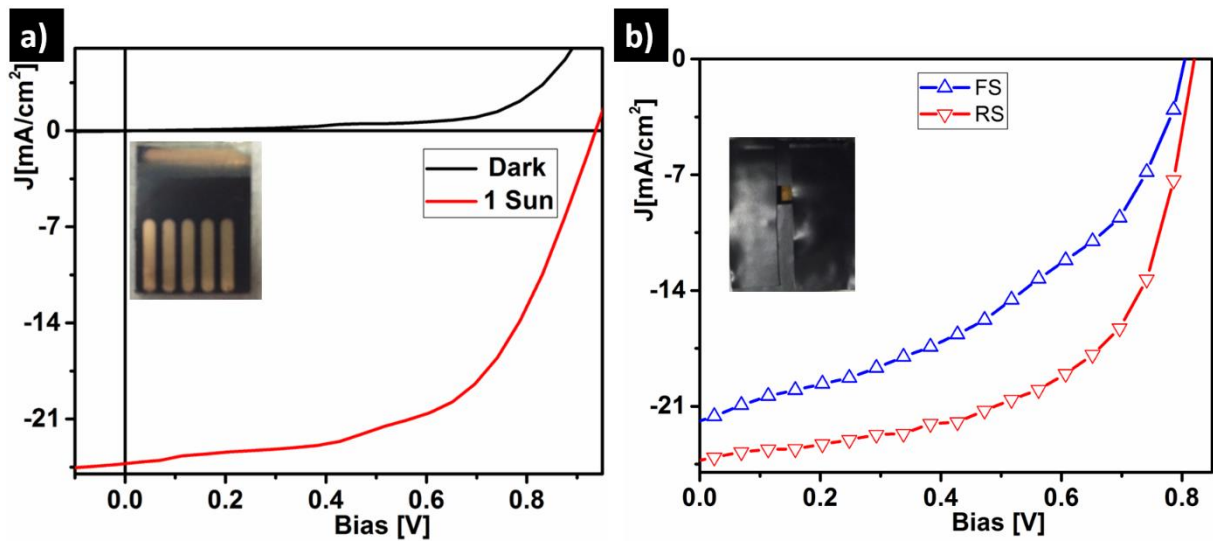 a)
J[mA/cm²]
0
-7
-14
-21
Dark
1 Sun
0.0 0.2 0.4 0.6 0.8
Bias [V]
b)
J[mA/cm²]
0
-7
-14
-21
FS
RS
0.0 0.2 0.4 0.6 0.8
Bias [V]